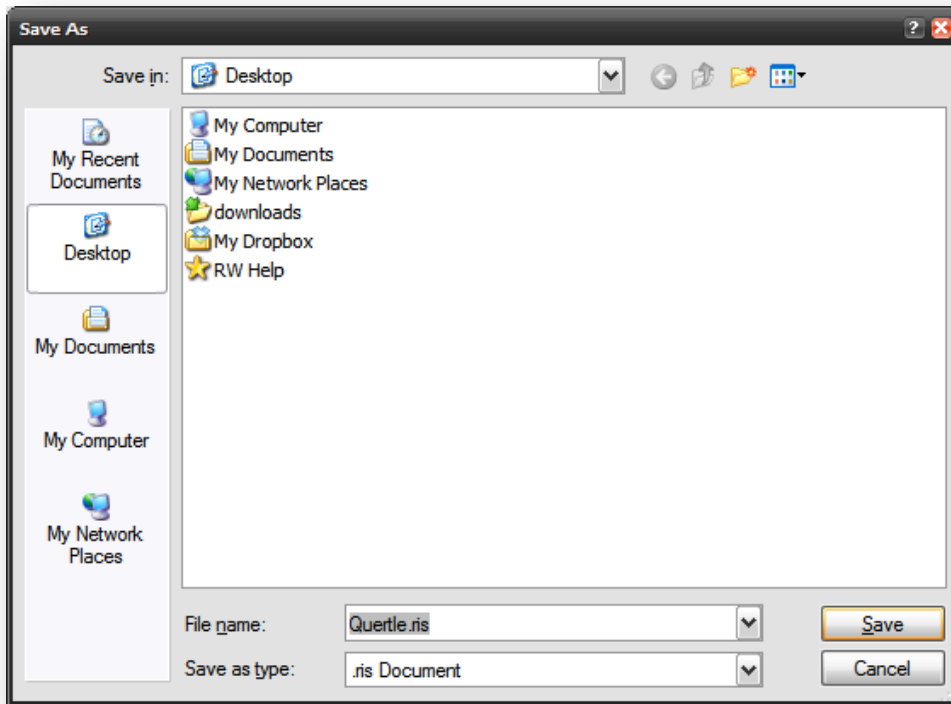 Save As
?
Save in:
Desktop
My Recent
Documents
Desktop
My Documents
My Computer
My Network
Places
My Computer
My Documents
My Network Places
downloads
My Dropbox
RW Help
File name:
Quertle.ris
Save
Save as type:
.ris Document
Cancel